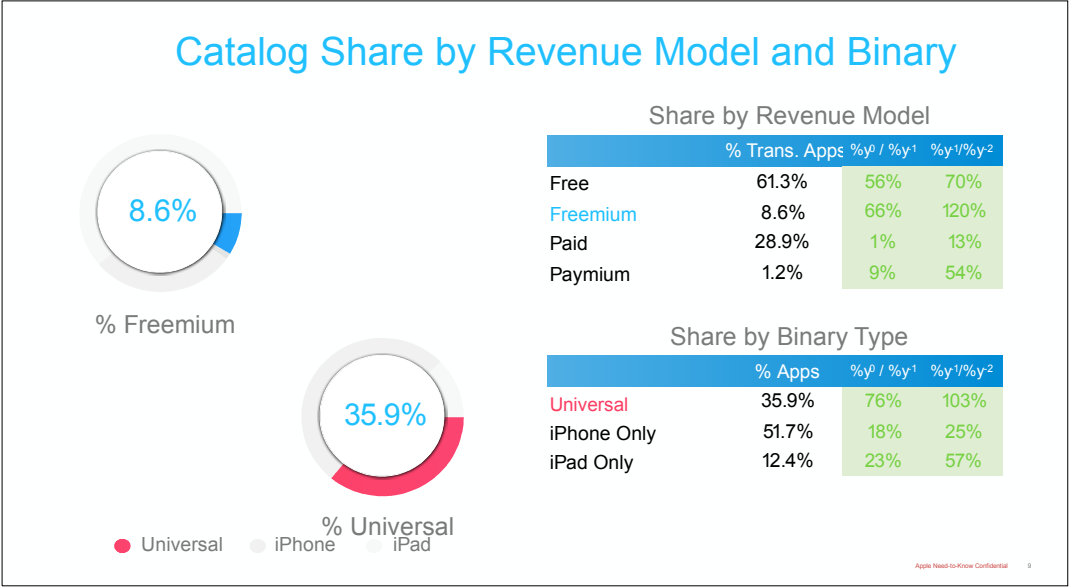 Catalog Share by Revenue Model and Binary
8.6%
% Freemium
35.9%
% Universal
Universal iPhone iPad
Share by Revenue Model
% Trans. Apps %y⁰ / %y⁻¹ %y⁻¹/%y⁻²
Free 61.3% 56% 70%
Freemium 8.6% 66% 120%
Paid 28.9% 1% 13%
Paymium 1.2% 9% 54%
Share by Binary Type
% Apps %y⁰ / %y⁻¹ %y⁻¹/%y⁻²
Universal 35.9% 76% 103%
iPhone Only 51.7% 18% 25%
iPad Only 12.4% 23% 57%
Apple Need-to-Know Confidential 9